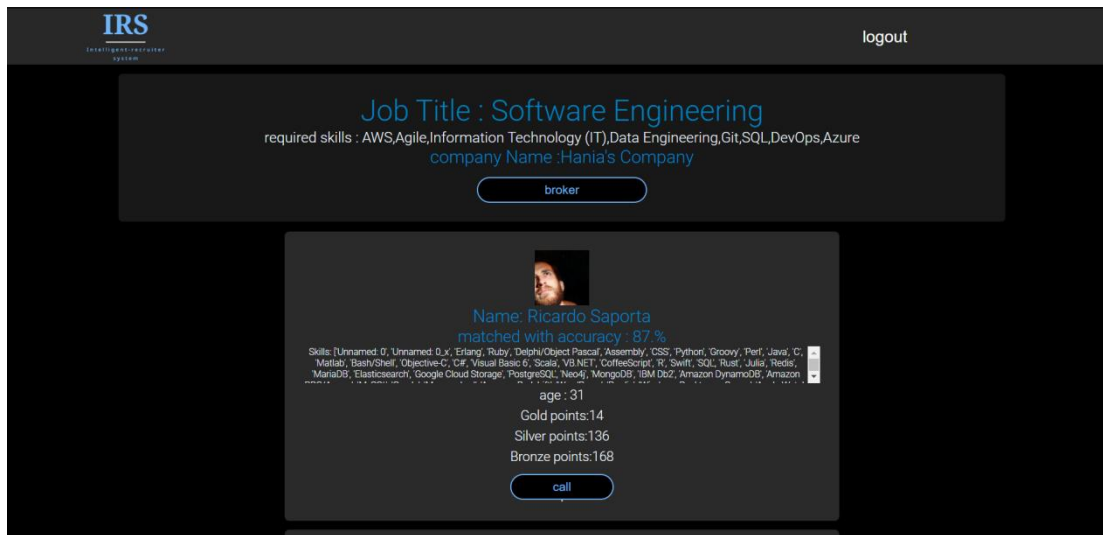 IRS
Intelligent-recruiter
system
logout
Job Title : Software Engineering
required skills : AWS,Agile,Information Technology (IT),Data Engineering,Git,SQL,DevOps,Azure
company Name :Hania's Company
broker
Name: Ricardo Saporta
matched with accuracy : 87.%
Skills: ['Unnamed: 0', 'Unnamed: 0_x', 'Erlang', 'Ruby', 'Delphi/Object Pascal', 'Assembly', 'CSS', 'Python', 'Groovy', 'Perl', 'Java', 'C',
'Matlab', 'Bash/Shell', 'Objective-C', 'C#', 'Visual Basic 6', 'Scala', 'VB.NET', 'CoffeeScript', 'R', 'Swift', 'SQL', 'Rust', 'Julia', 'Redis',
'MariaDB', 'Elasticsearch', 'Google Cloud Storage', 'PostgreSQL', 'Neo4j', 'MongoDB', 'IBM Db2', 'Amazon DynamoDB', 'Amazon
age : 31
Gold points:14
Silver points:136
Bronze points:168
call